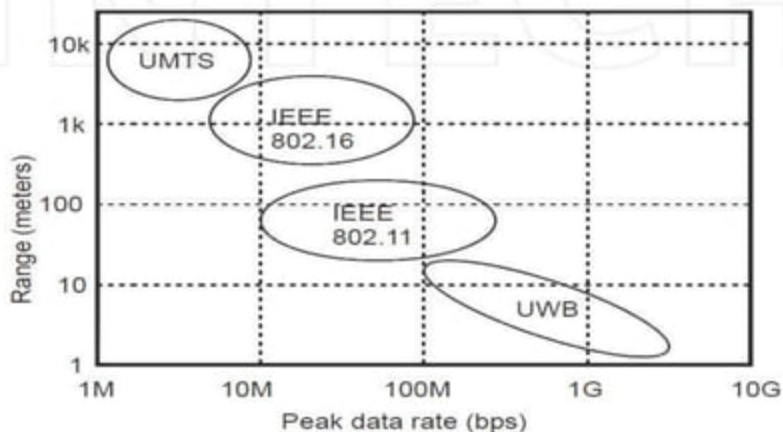 10k
1k
100
10
1
Range (meters)
UMTS
IEEE
802.16
IEEE
802.11
UWB
1M
10M
100M
1G
10G
Peak data rate (bps)